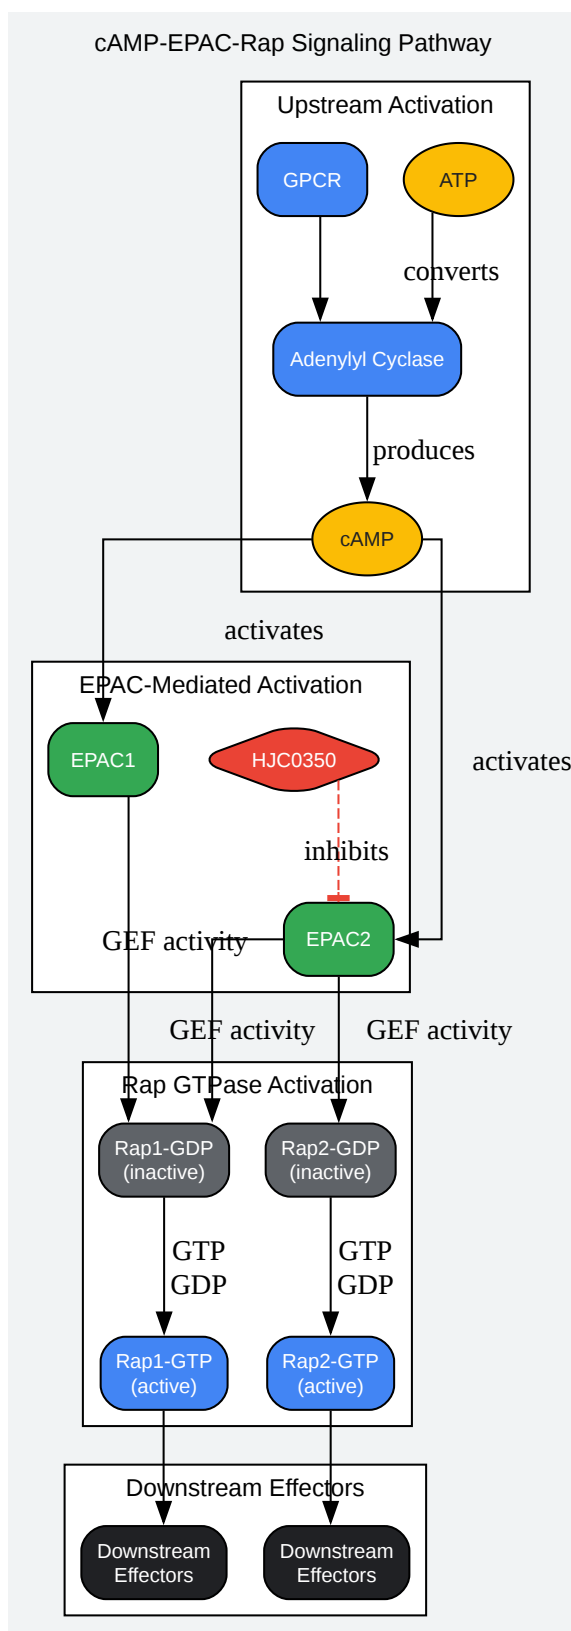 cAMP-EPAC-Rap Signaling Pathway
Upstream Activation
GPCR
ATP
converts
Adenylyl Cyclase
produces
cAMP
activates
EPAC-Mediated Activation
EPAC1
HJC0350
activates
inhibits
GEF activity
EPAC2
GEF activity
GEF activity
Rap GTPase Activation
Rap1-GDP
(inactive)
Rap2-GDP
(inactive)
GTP
GDP
GTP
GDP
Rap1-GTP
(active)
Rap2-GTP
(active)
Downstream Effectors
Downstream
Effectors
Downstream
Effectors